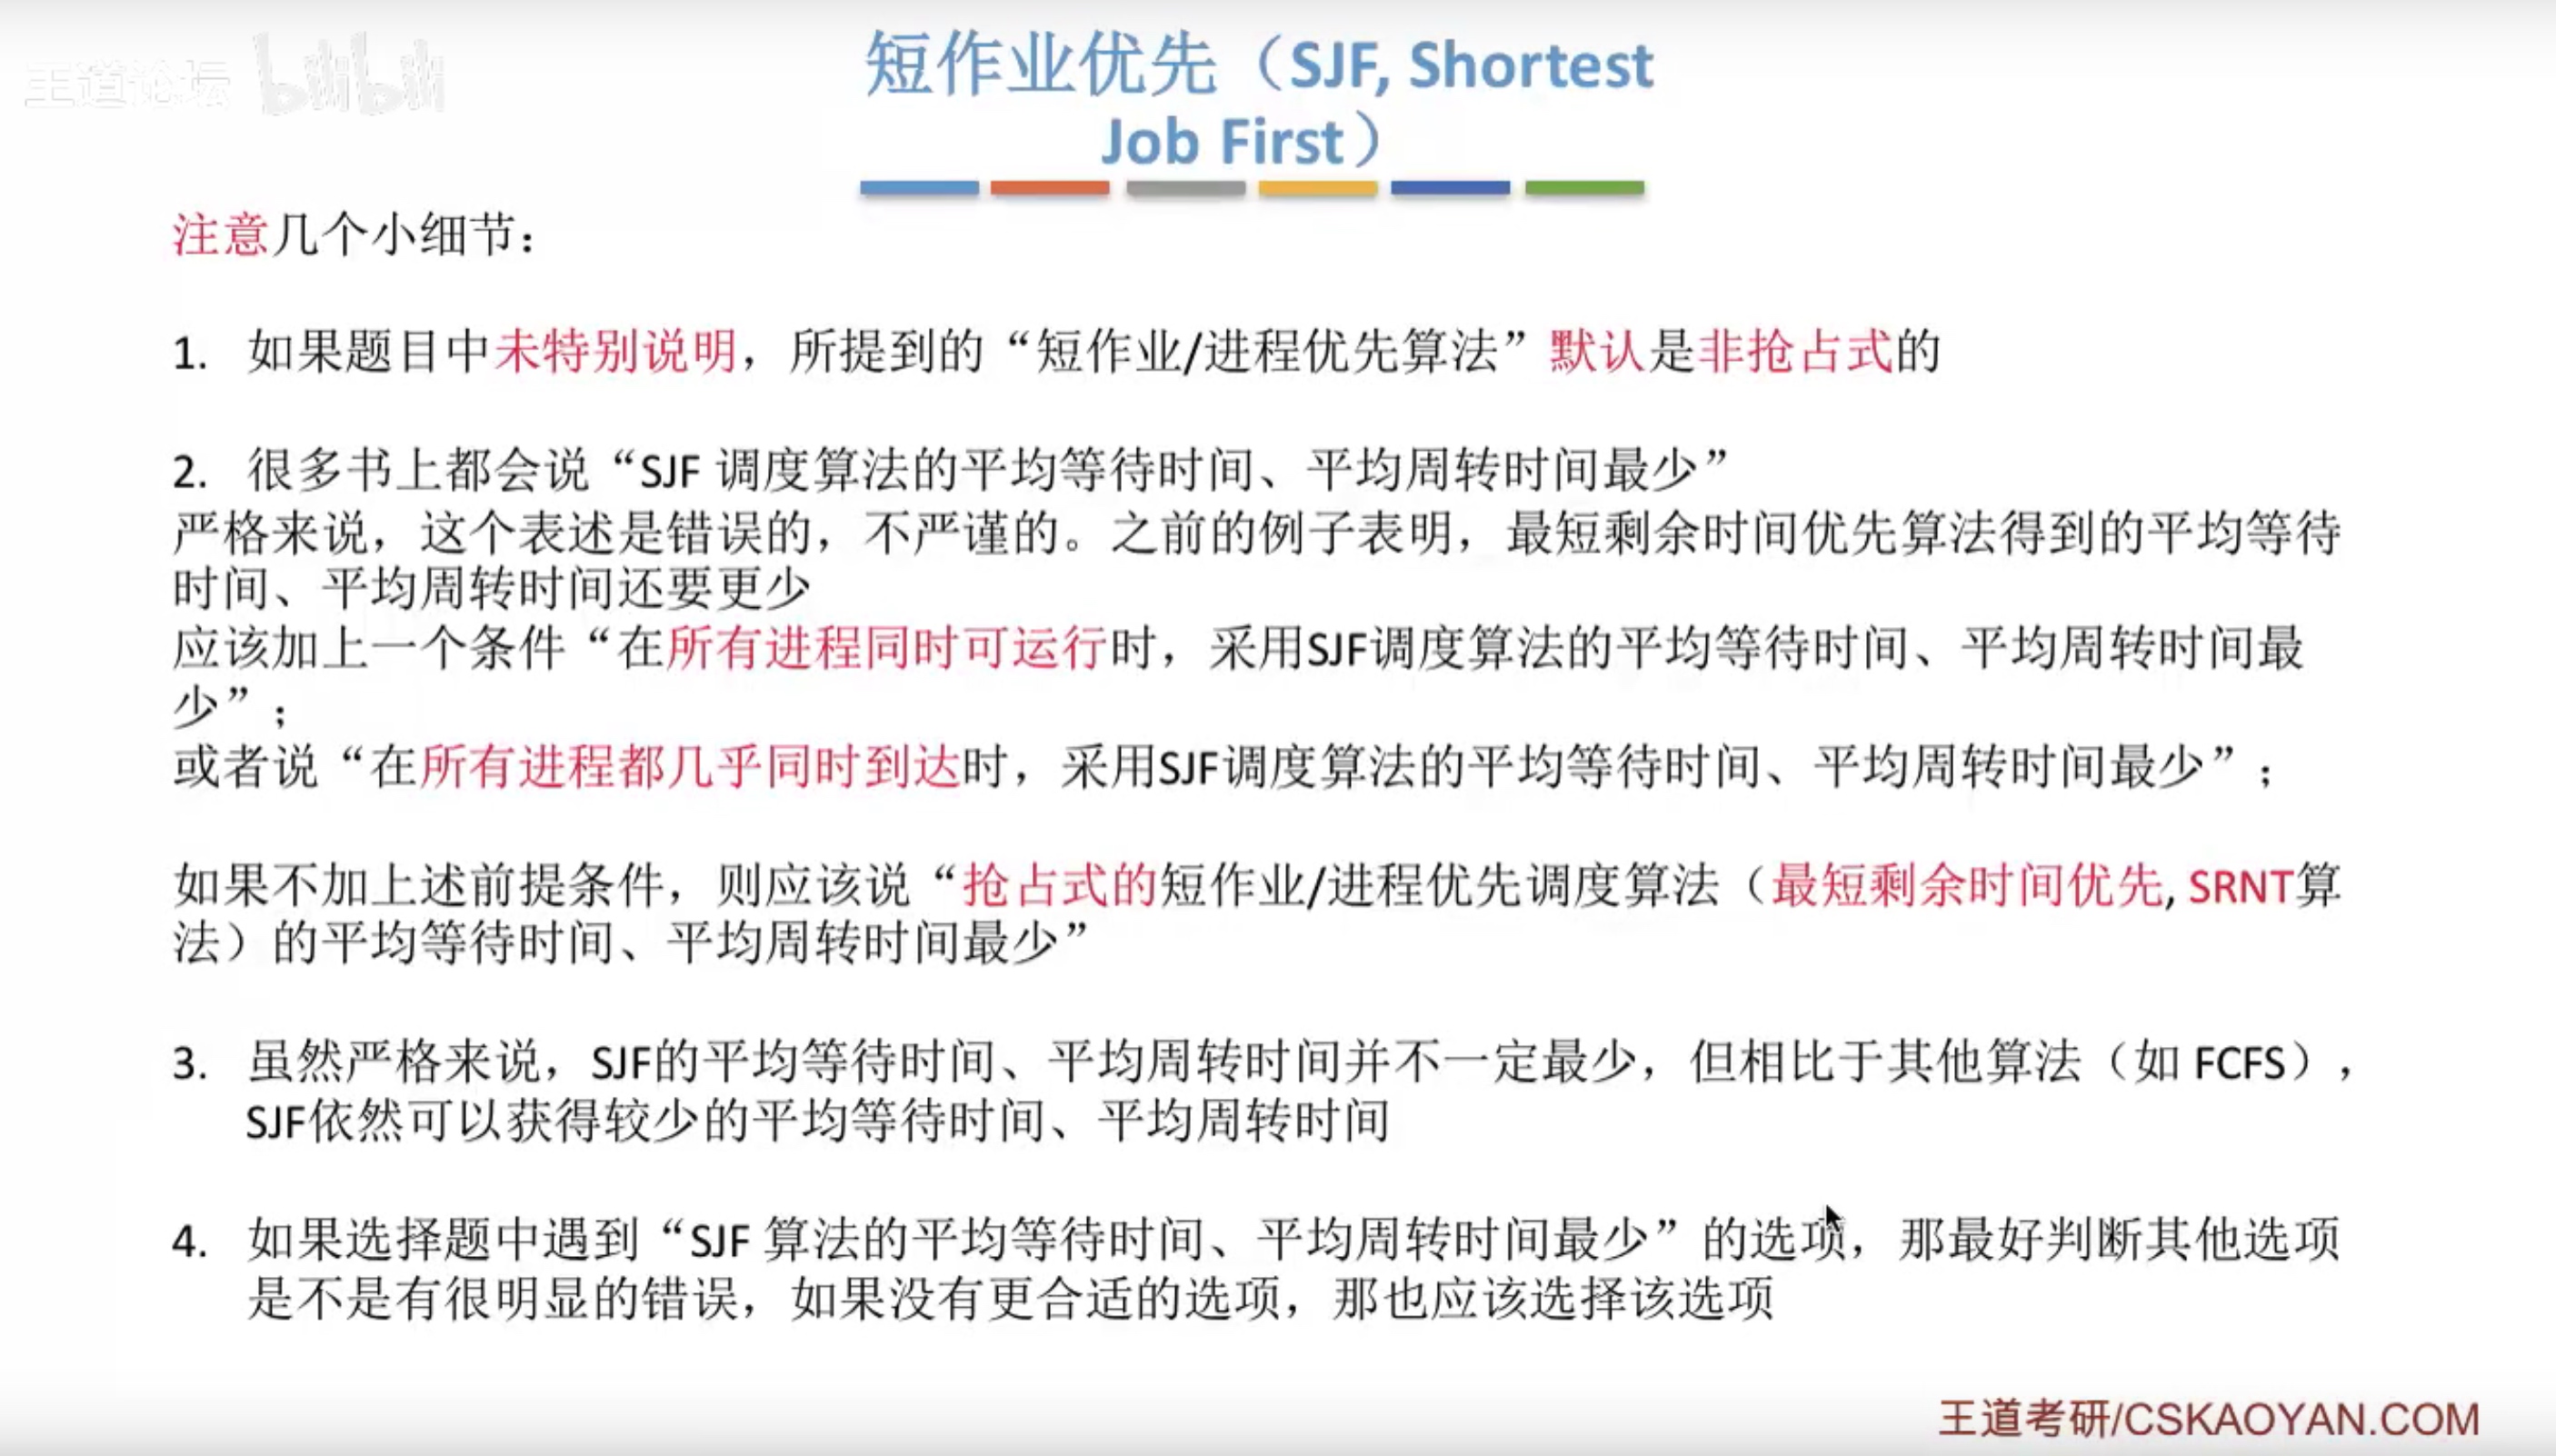 王道论坛 bilibili
短作业优先（SJF, Shortest
Job First）
注意几个小细节：
1. 如果题目中未特别说明，所提到的“短作业/进程优先算法”默认是非抢占式的
2. 很多书上都会说“SJF 调度算法的平均等待时间、平均周转时间最少”
严格来说，这个表述是错误的，不严谨的。之前的例子表明，最短剩余时间优先算法得到的平均等待
时间、平均周转时间还要更少
应该加上一个条件“在所有进程同时可运行时，采用SJF调度算法的平均等待时间、平均周转时间最
少”；
或者说“在所有进程都几乎同时到达时，采用SJF调度算法的平均等待时间、平均周转时间最少”；
如果不加上述前提条件，则应该说“抢占式的短作业/进程优先调度算法（最短剩余时间优先, SRNT算
法）的平均等待时间、平均周转时间最少”
3. 虽然严格来说，SJF的平均等待时间、平均周转时间并不一定最少，但相比于其他算法（如 FCFS），
SJF依然可以获得较少的平均等待时间、平均周转时间
4. 如果选择题中遇到“SJF 算法的平均等待时间、平均周转时间最少”的选项，那最好判断其他选项
是不是有很明显的错误，如果没有更合适的选项，那也应该选择该选项
王道考研/CSKAOYAN.COM